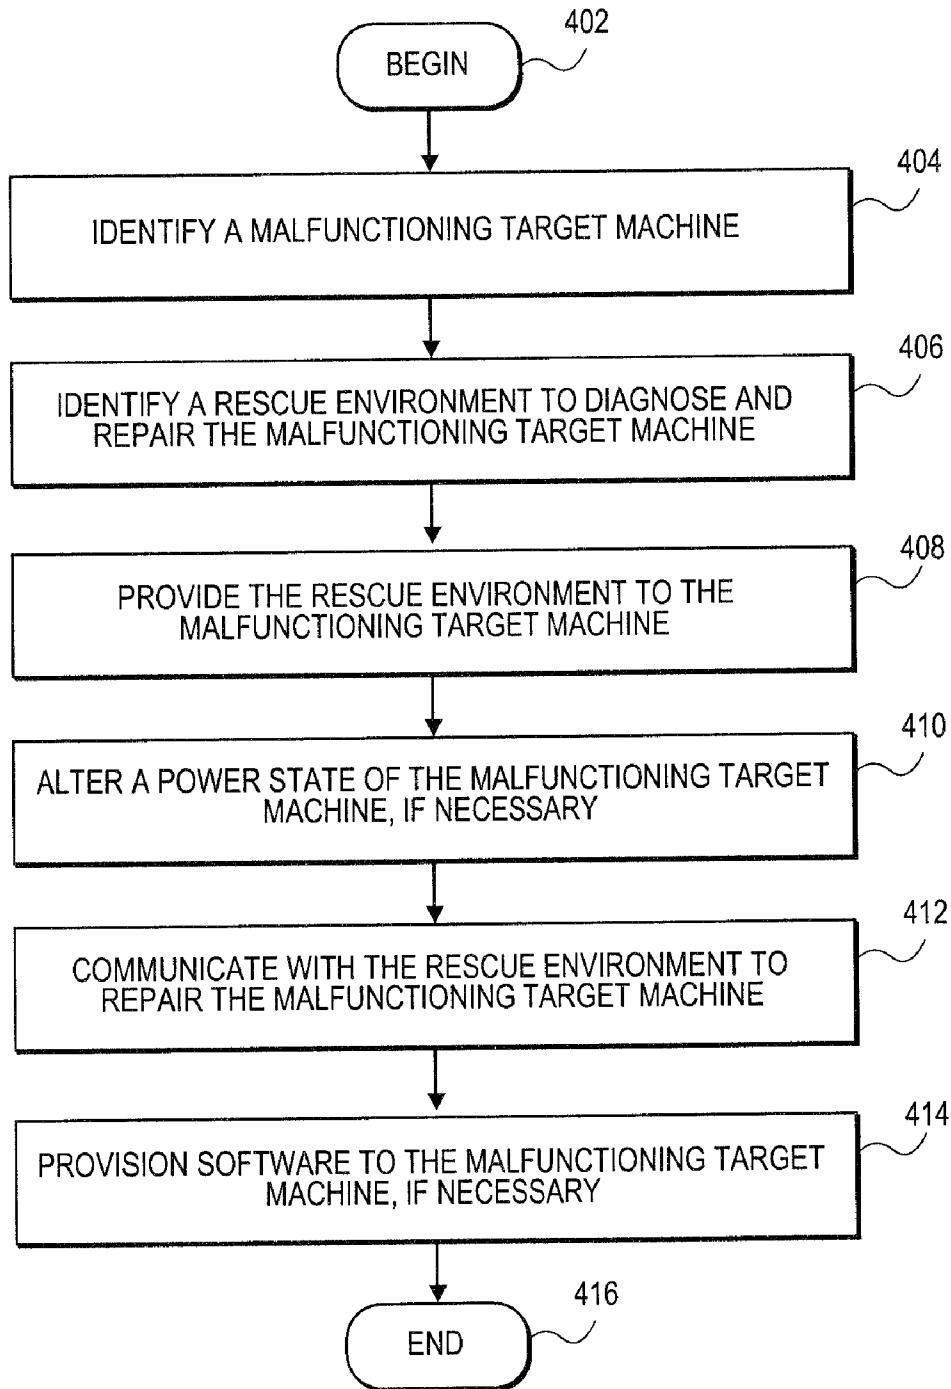 BEGIN
402
404
IDENTIFY A MALFUNCTIONING TARGET MACHINE
406
IDENTIFY A RESCUE ENVIRONMENT TO DIAGNOSE AND
REPAIR THE MALFUNCTIONING TARGET MACHINE
408
PROVIDE THE RESCUE ENVIRONMENT TO THE
MALFUNCTIONING TARGET MACHINE
410
ALTER A POWER STATE OF THE MALFUNCTIONING TARGET
MACHINE, IF NECESSARY
412
COMMUNICATE WITH THE RESCUE ENVIRONMENT TO
REPAIR THE MALFUNCTIONING TARGET MACHINE
414
PROVISION SOFTWARE TO THE MALFUNCTIONING TARGET
MACHINE, IF NECESSARY
416
END